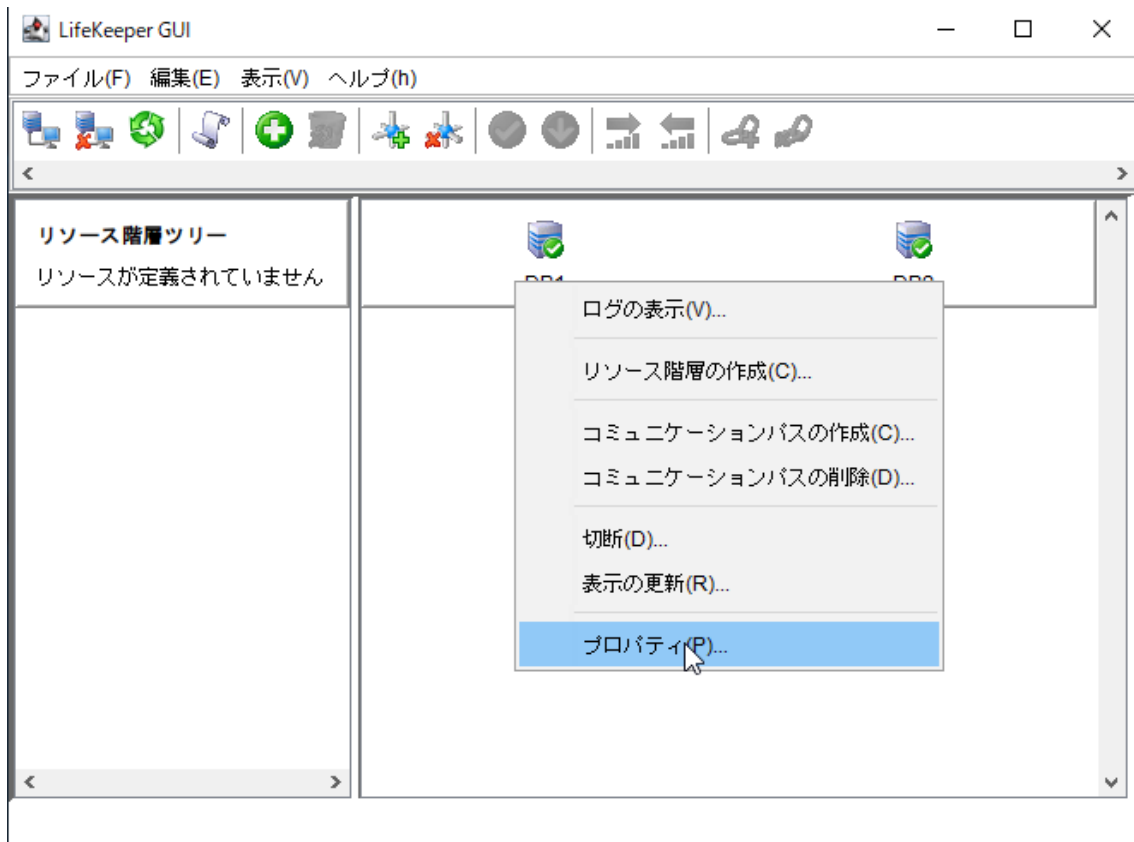 LifeKeeper GUI
ファイル(F) 編集(E) 表示(V) ヘルプ(h)
リソース階層ツリー
リソースが定義されていません
ログの表示(V)...
リソース階層の作成(C)...
コミュニケーションパスの作成(C)...
コミュニケーションパスの削除(D)...
切断(D)...
表示の更新(R)...
プロパティ(P)...